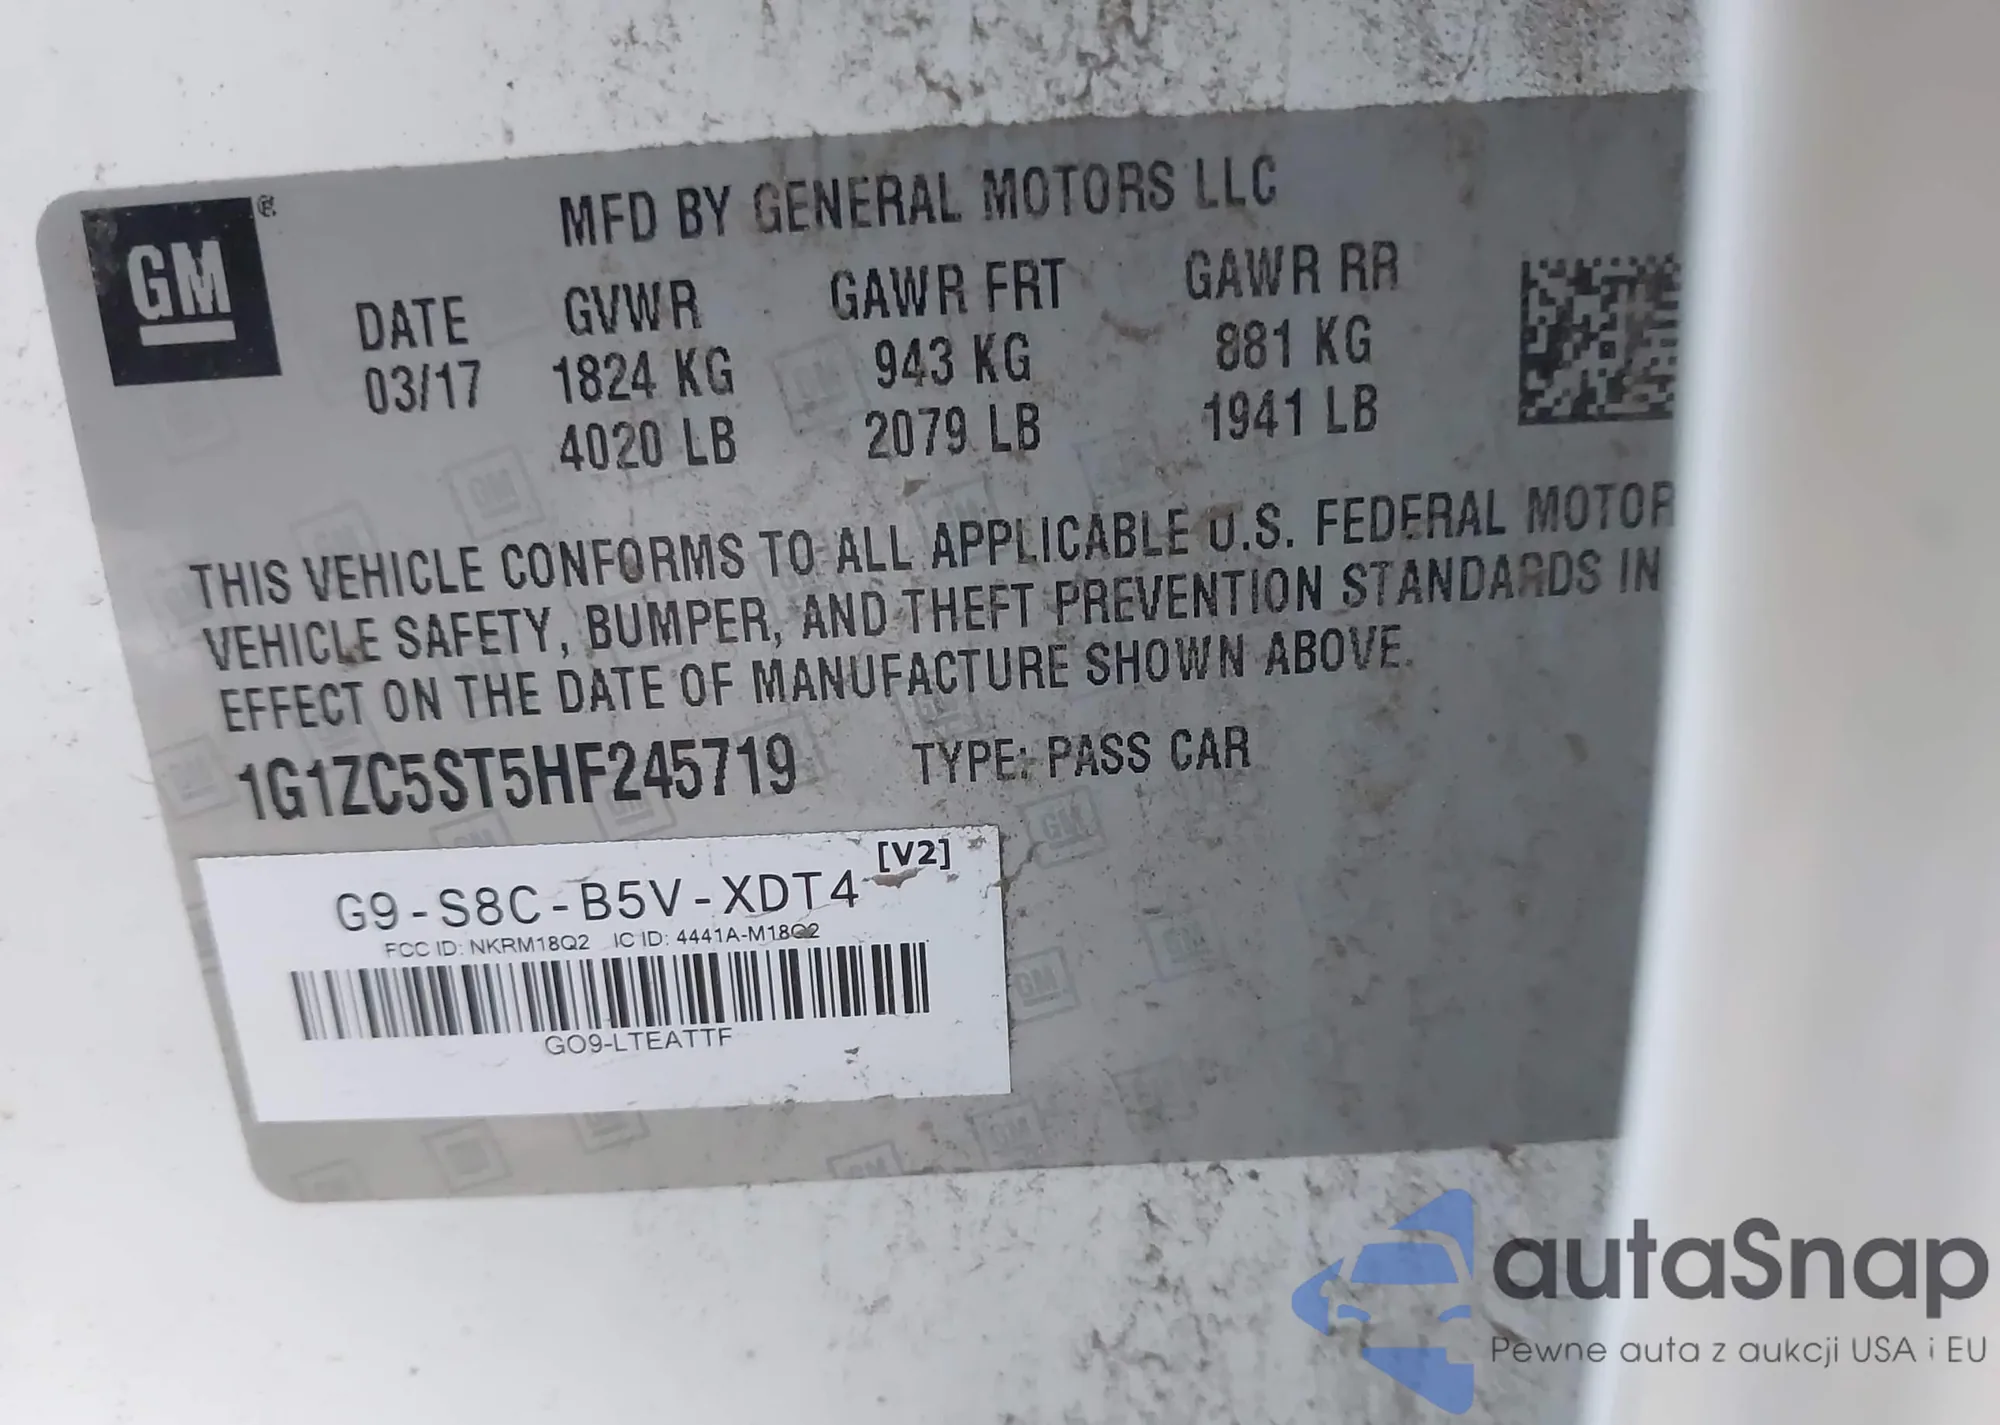 GM ®
MFD BY GENERAL MOTORS LLC
DATE GVWR GAWR FRT GAWR RR
03/17 1824 KG 943 KG 881 KG
4020 LB 2079 LB 1941 LB
THIS VEHICLE CONFORMS TO ALL APPLICABLE U.S. FEDERAL MOTOR
VEHICLE SAFETY, BUMPER, AND THEFT PREVENTION STANDARDS IN
EFFECT ON THE DATE OF MANUFACTURE SHOWN ABOVE.
1G1ZC5ST5HF245719 TYPE: PASS CAR
[V2]
G9-S8C-B5V-XDT4
FCC ID: NKRM18Q2 IC ID: 4441A-M18Q2
GO9-LTEATTF
autaSnap
Pewne auta z aukcji USA i EU